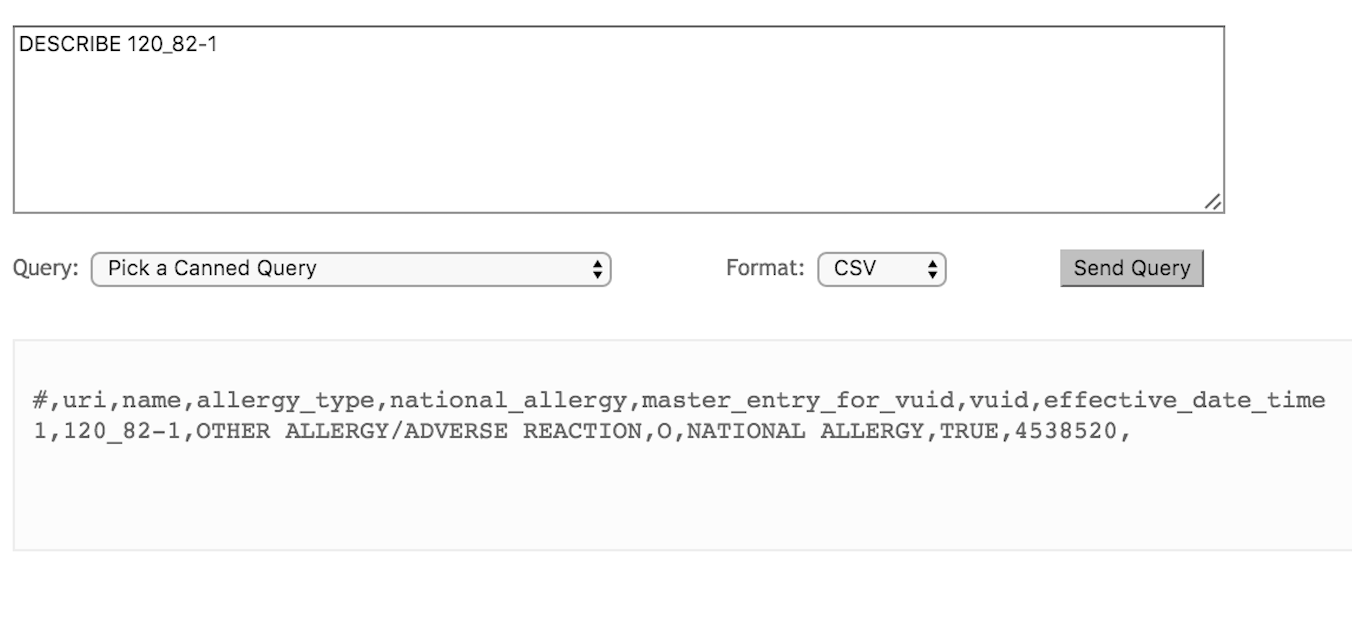 DESCRIBE 120_82-1
Query: Pick a Canned Query Format: CSV Send Query
#,uri,name,allergy_type,national_allergy,master_entry_for_vuid,vuid,effective_date_time
1,120_82-1,OTHER ALLERGY/ADVERSE REACTION,O,NATIONAL ALLERGY,TRUE,4538520,